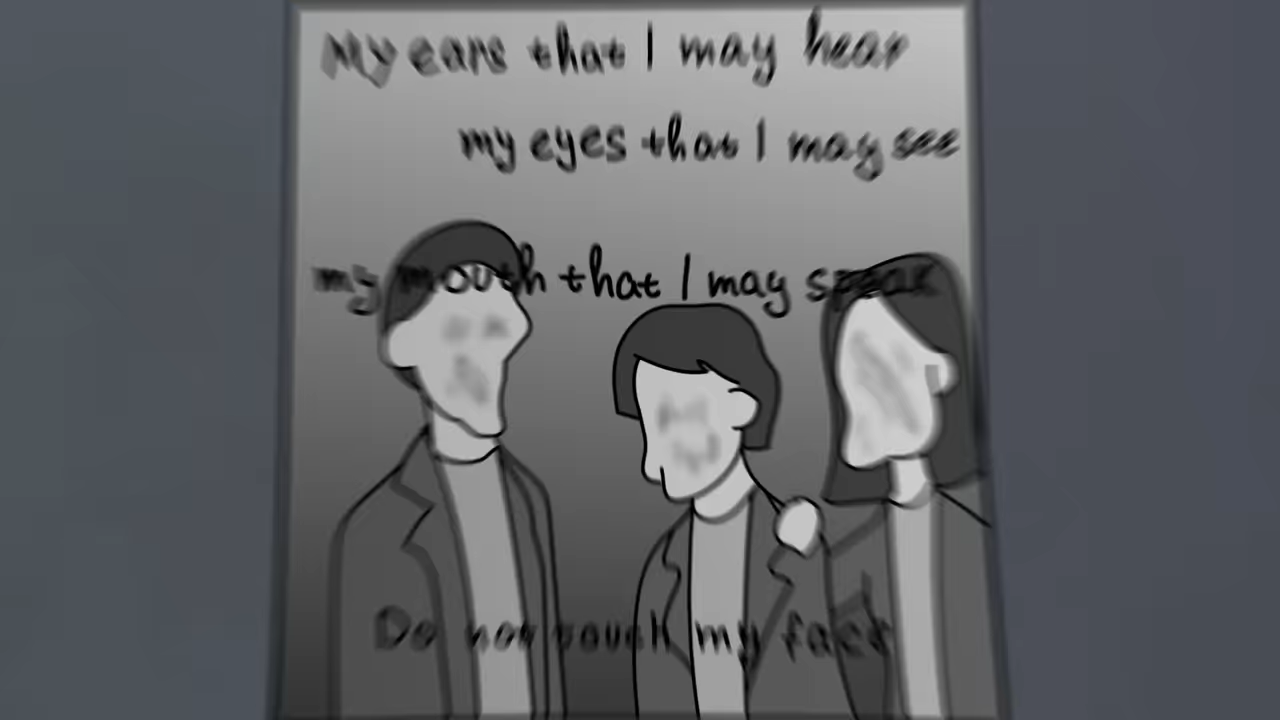 My ears that I may hear
my eyes that I may see
my mouth that I may speak
Do not touch my face